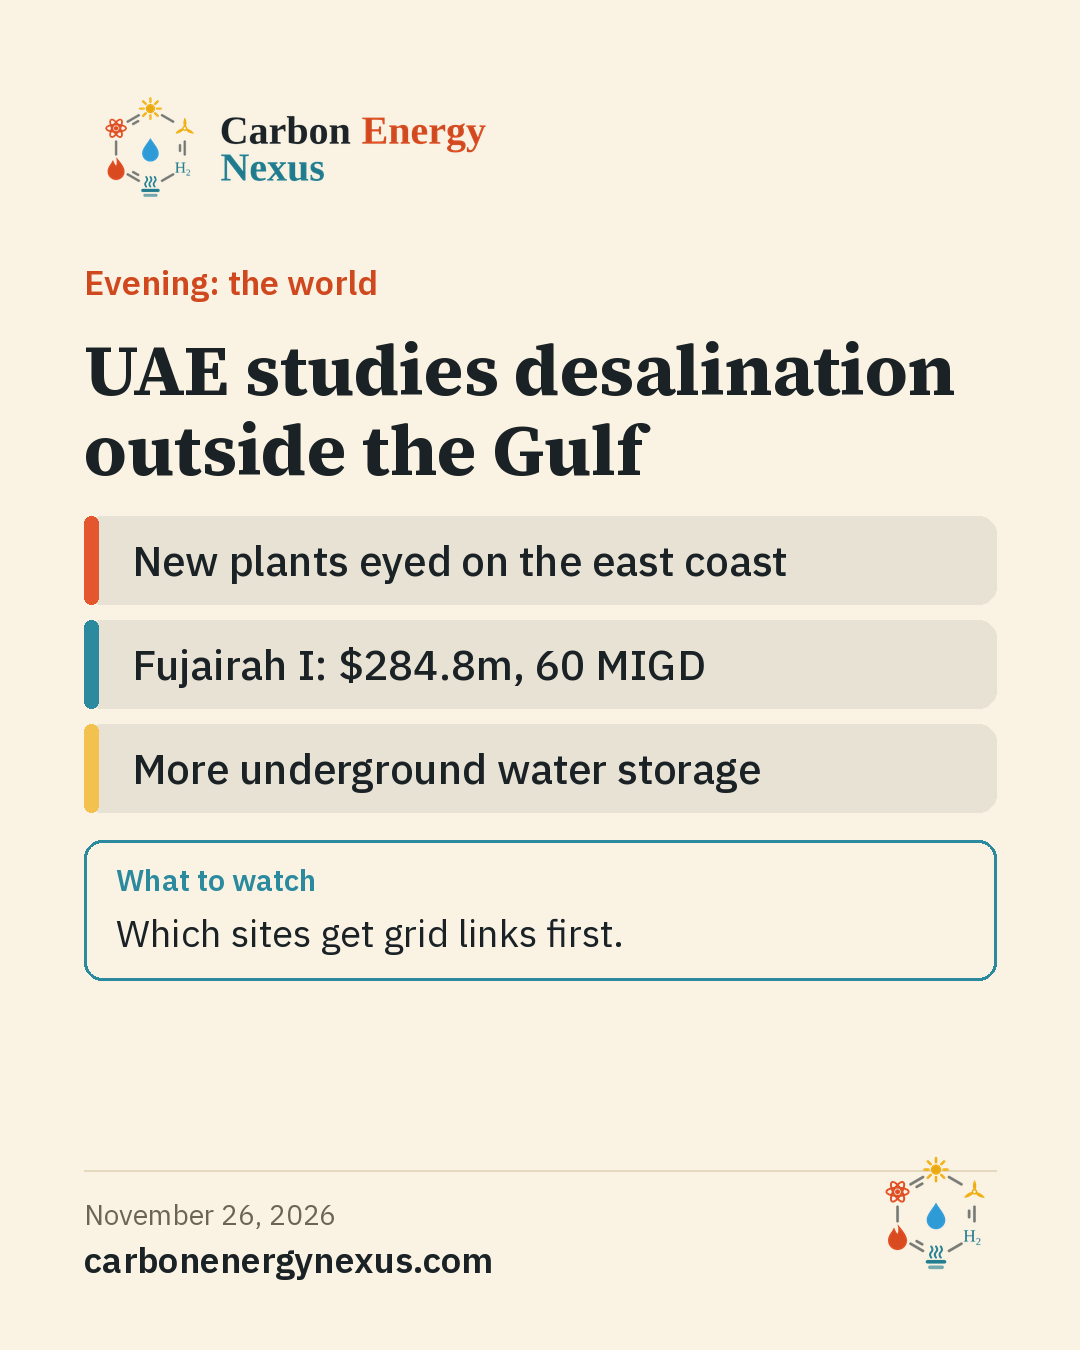 Carbon Energy
Nexus
H₂
Evening: the world
UAE studies desalination
outside the Gulf
New plants eyed on the east coast
Fujairah I: $284.8m, 60 MIGD
More underground water storage
What to watch
Which sites get grid links first.
November 26, 2026
carbonenergynexus.com
H₂